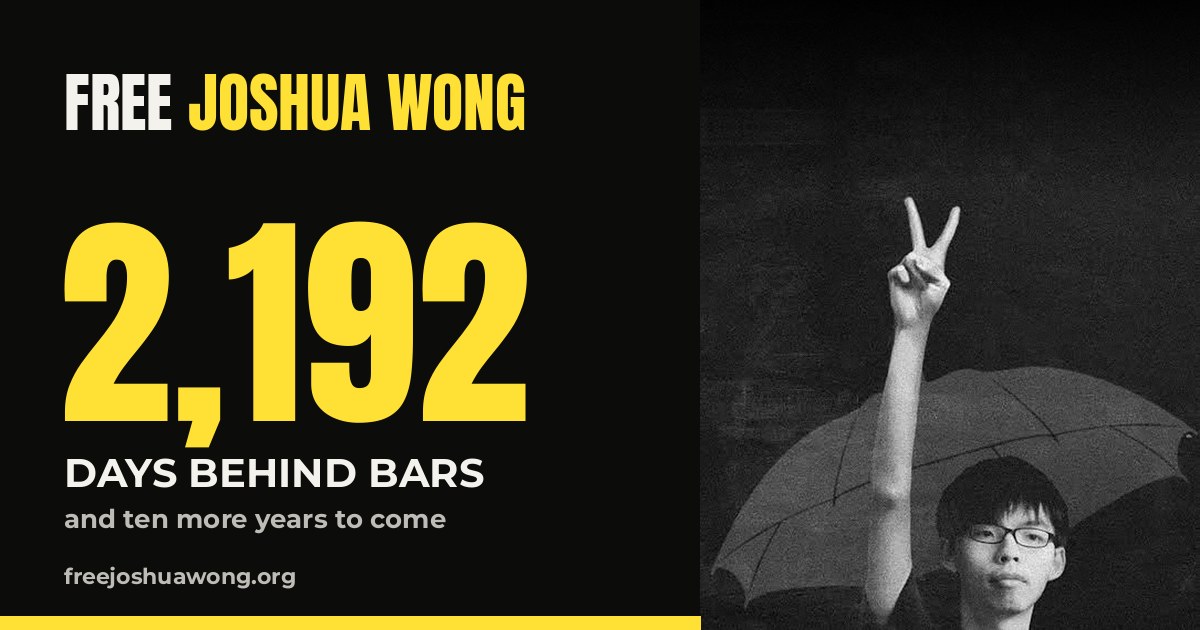 FREE JOSHUA WONG
2,192
DAYS BEHIND BARS
and ten more years to come
freejoshuawong.org